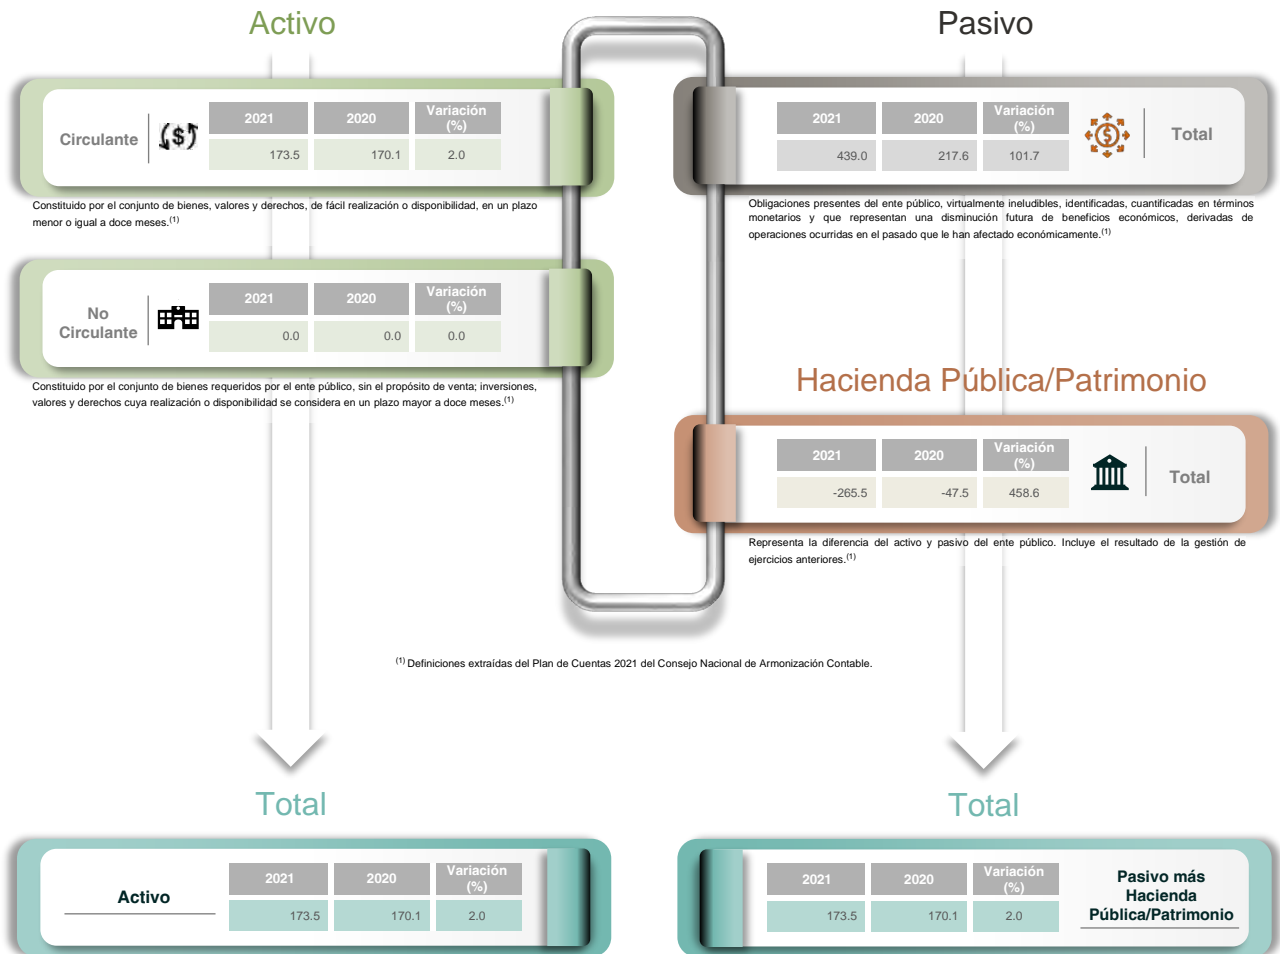 Activo
Circulante
2021 2020 Variación (%)
173.5 170.1 2.0
Constituido por el conjunto de bienes, valores y derechos, de fácil realización o disponibilidad, en un plazo
menor o igual a doce meses.(1)
No
Circulante
2021 2020 Variación (%)
0.0 0.0 0.0
Constituido por el conjunto de bienes requeridos por el ente público, sin el propósito de venta; inversiones,
valores y derechos cuya realización o disponibilidad se considera en un plazo mayor a doce meses.(1)
Pasivo
2021 2020 Variación (%)
439.0 217.6 101.7
Total
Obligaciones presentes del ente público, virtualmente ineludibles, identificadas, cuantificadas en términos
monetarios y que representan una disminución futura de beneficios económicos, derivadas de
operaciones ocurridas en el pasado que le han afectado económicamente.(1)
Hacienda Pública/Patrimonio
2021 2020 Variación (%)
-265.5 -47.5 458.6
Total
Representa la diferencia del activo y pasivo del ente público. Incluye el resultado de la gestión de
ejercicios anteriores.(1)
(1) Definiciones extraídas del Plan de Cuentas 2021 del Consejo Nacional de Armonización Contable.
Total
Activo
2021 2020 Variación (%)
173.5 170.1 2.0
Total
2021 2020 Variación (%)
173.5 170.1 2.0
Pasivo más
Hacienda
Pública/Patrimonio